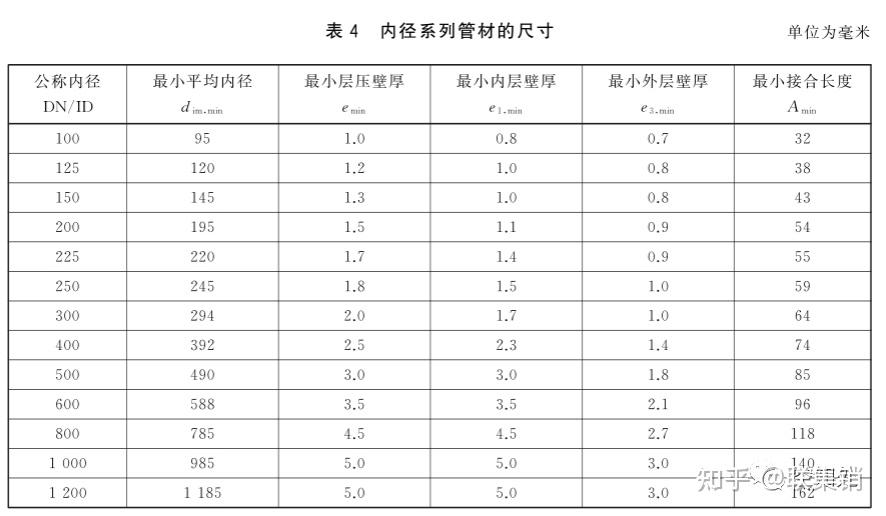 表 4 内径系列管材的尺寸
单位为毫米
公称内径 最小平均内径 最小层压壁厚 最小内层壁厚 最小外层壁厚 最小接合长度
DN/ID d im.min e min e 1.min e 3.min A min
100 95 1.0 0.8 0.7 32
125 120 1.2 1.0 0.8 38
150 145 1.3 1.0 0.8 43
200 195 1.5 1.1 0.9 54
225 220 1.7 1.4 0.9 55
250 245 1.8 1.5 1.0 59
300 294 2.0 1.7 1.0 64
400 392 2.5 2.3 1.4 74
500 490 3.0 3.0 1.8 85
600 588 3.5 3.5 2.1 96
800 785 4.5 4.5 2.7 118
1 000 985 5.0 5.0 3.0 140
1 200 1 185 5.0 5.0 3.0 162
知乎